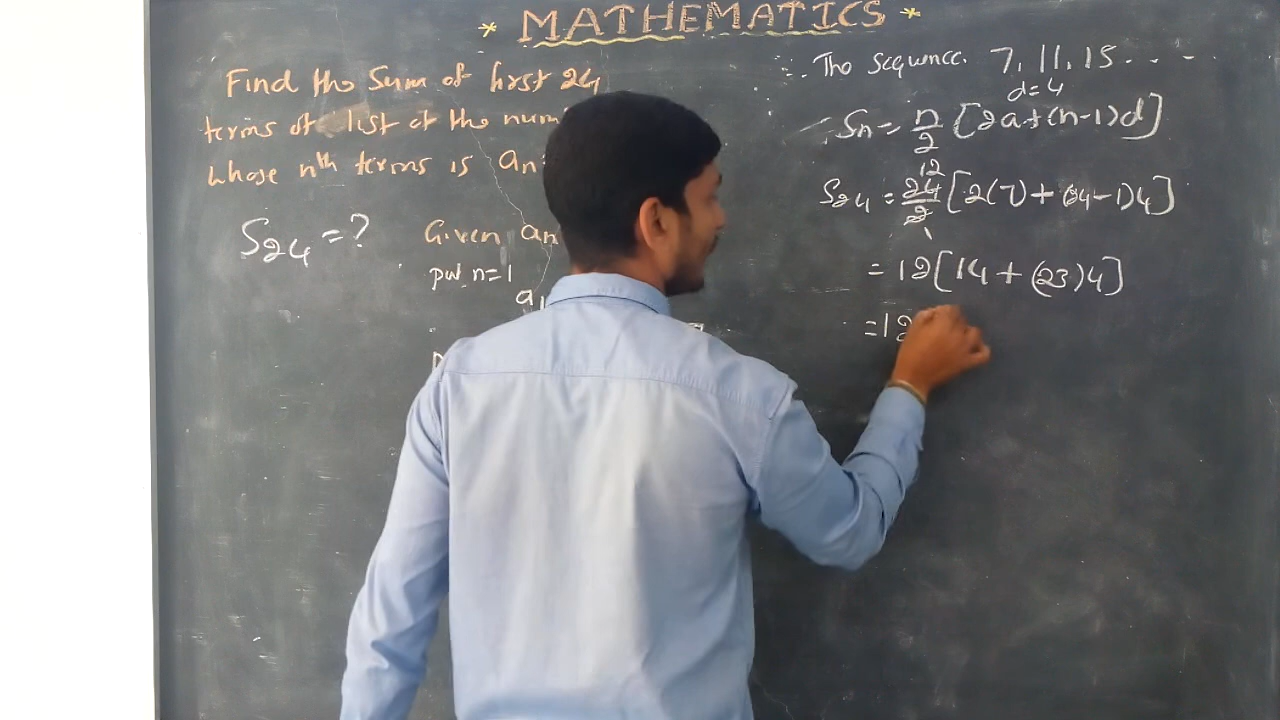 * MATHEMATICS *
Find the Sum of first 24
terms of list of the num
whose nth terms is an=
S24 = ?
Given an
put n=1
a1
∴ The sequence. 7, 11, 15 . . . .
d=4
Sn = n/2 [2a+(n-1)d]
12
S24 = 24/2 [2(7) + (24-1)4]
1
= 12[14 + (23)4]
=12